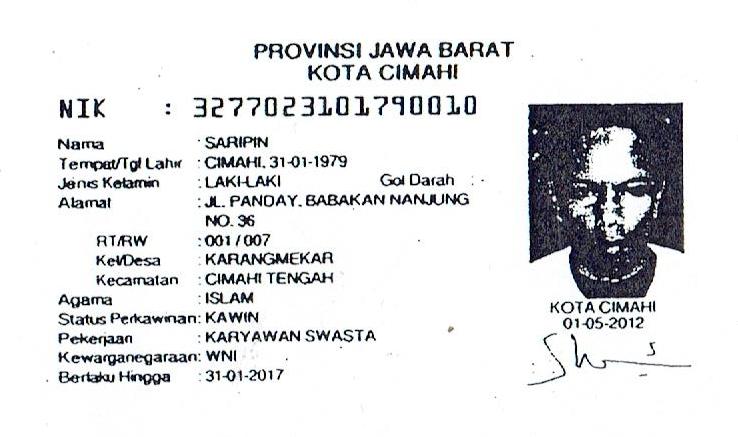 PROVINSI JAWA BARAT
KOTA CIMAHI
NIK : 3277023101790010
Nama : SARIPIN
Tempat/Tgl Lahir : CIMAHI, 31-01-1979
Jenis Kelamin : LAKI-LAKI Gol Darah : -
Alamat : JL. PANDAY. BABAKAN NANJUNG
NO. 36
RT/RW : 001 / 007
Kel/Desa : KARANGMEKAR
Kecamatan : CIMAHI TENGAH
Agama : ISLAM
Status Perkawinan: KAWIN
Pekerjaan : KARYAWAN SWASTA
Kewarganegaraan: WNI
Berlaku Hingga : 31-01-2017
KOTA CIMAHI
01-05-2012